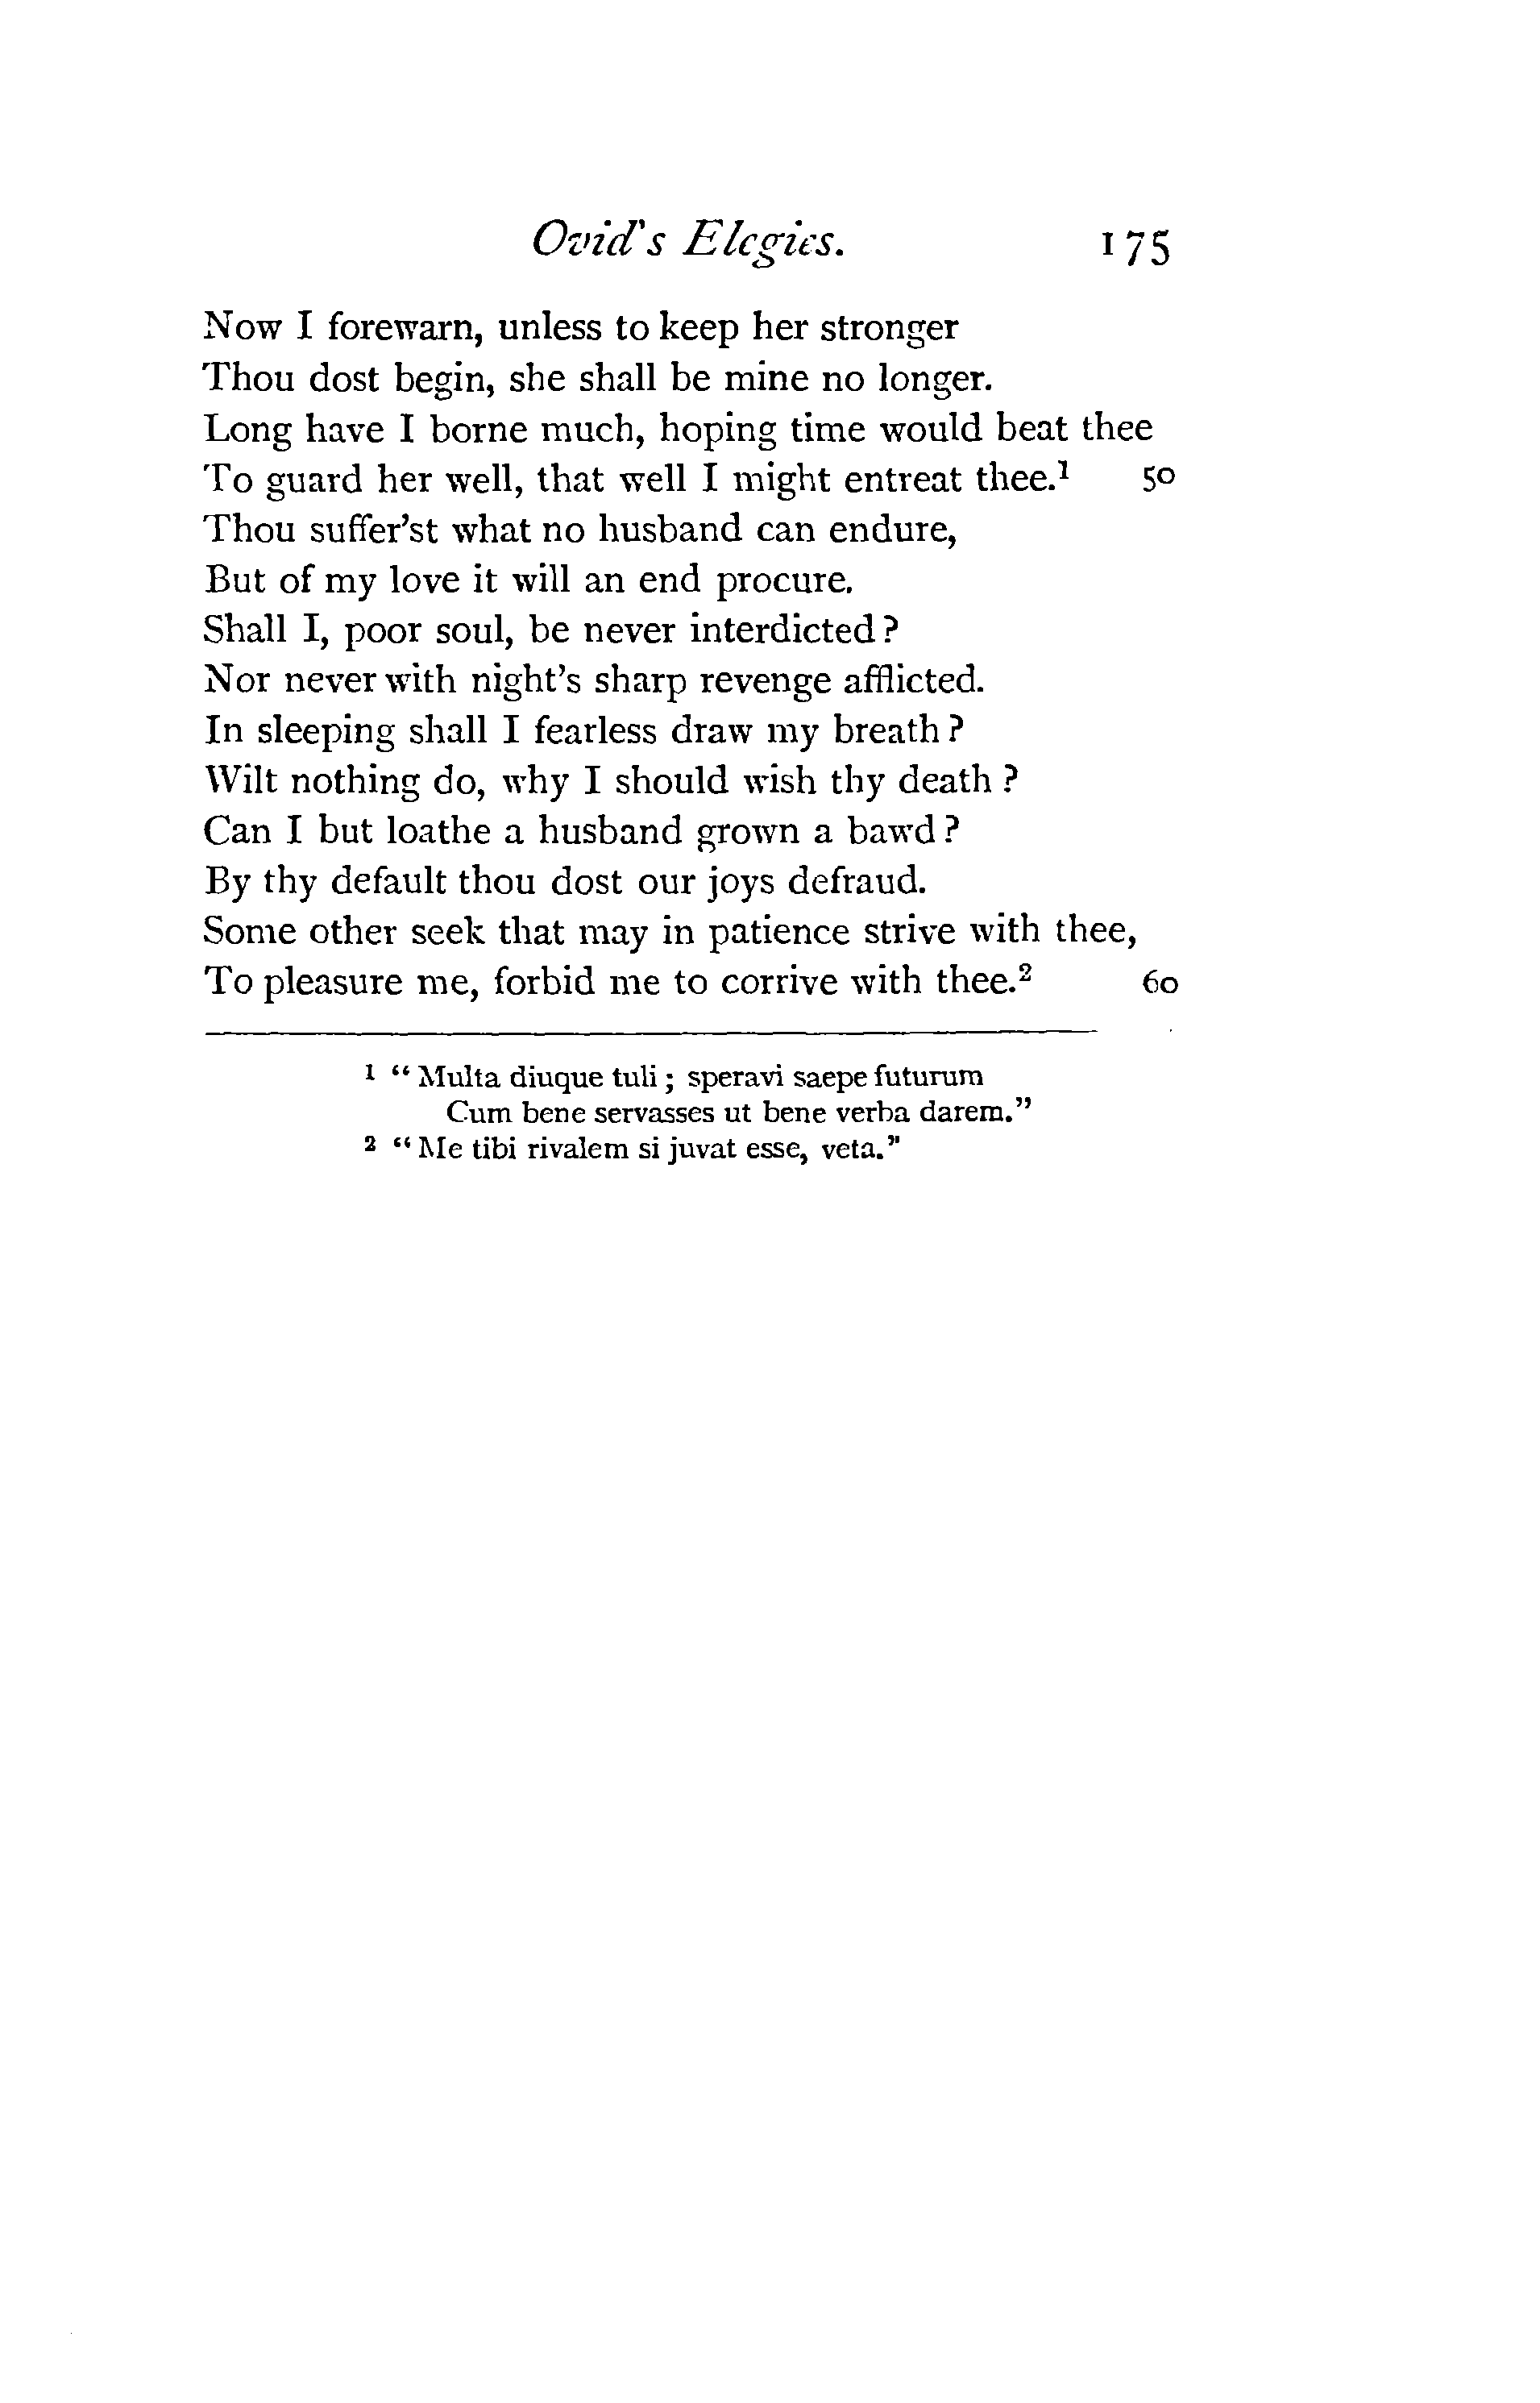 Ovid's Elegies. 175
Now I forewarn, unless to keep her stronger
Thou dost begin, she shall be mine no longer.
Long have I borne much, hoping time would beat thee
To guard her well, that well I might entreat thee.¹ 50
Thou suffer'st what no husband can endure,
But of my love it will an end procure.
Shall I, poor soul, be never interdicted?
Nor never with night's sharp revenge afflicted.
In sleeping shall I fearless draw my breath?
Wilt nothing do, why I should wish thy death?
Can I but loathe a husband grown a bawd?
By thy default thou dost our joys defraud.
Some other seek that may in patience strive with thee,
To pleasure me, forbid me to corrive with thee.² 60
¹ "Multa diuque tuli; speravi saepe futurum
Cum bene servasses ut bene verba darem."
² "Me tibi rivalem si juvat esse, veta."